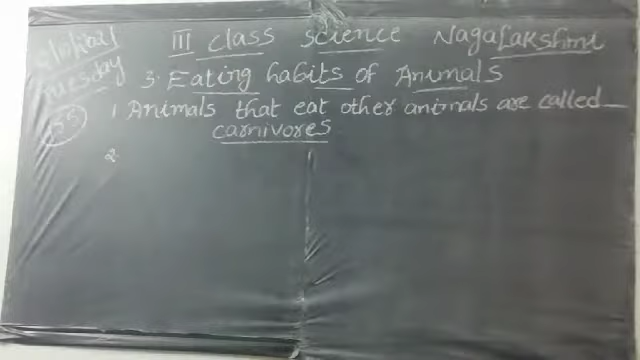 III class science Nagalakshmi
Tuesday
3. Eating habits of Animals
55
1. Animals that eat other animals are called
carnivores
2